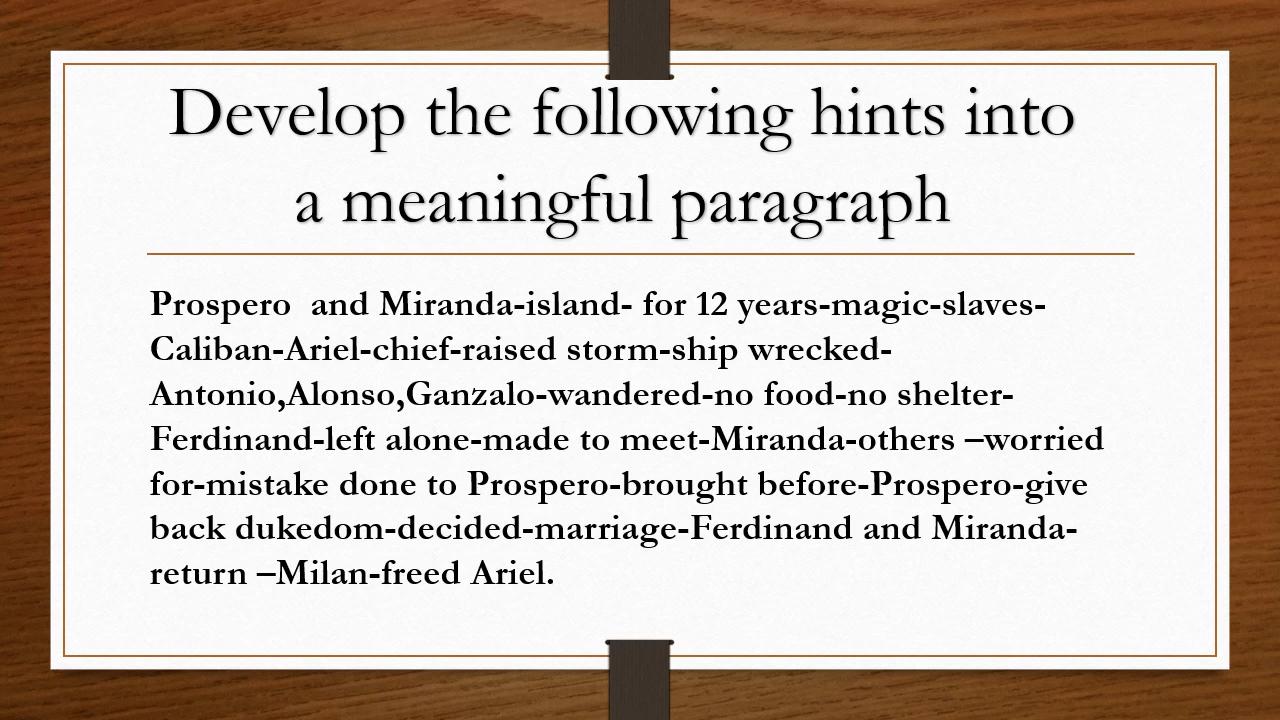 Develop the following hints into
a meaningful paragraph
Prospero  and Miranda-island- for 12 years-magic-slaves-
Caliban-Ariel-chief-raised storm-ship wrecked-
Antonio,Alonso,Ganzalo-wandered-no food-no shelter-
Ferdinand-left alone-made to meet-Miranda-others –worried
for-mistake done to Prospero-brought before-Prospero-give
back dukedom-decided-marriage-Ferdinand and Miranda-
return –Milan-freed Ariel.